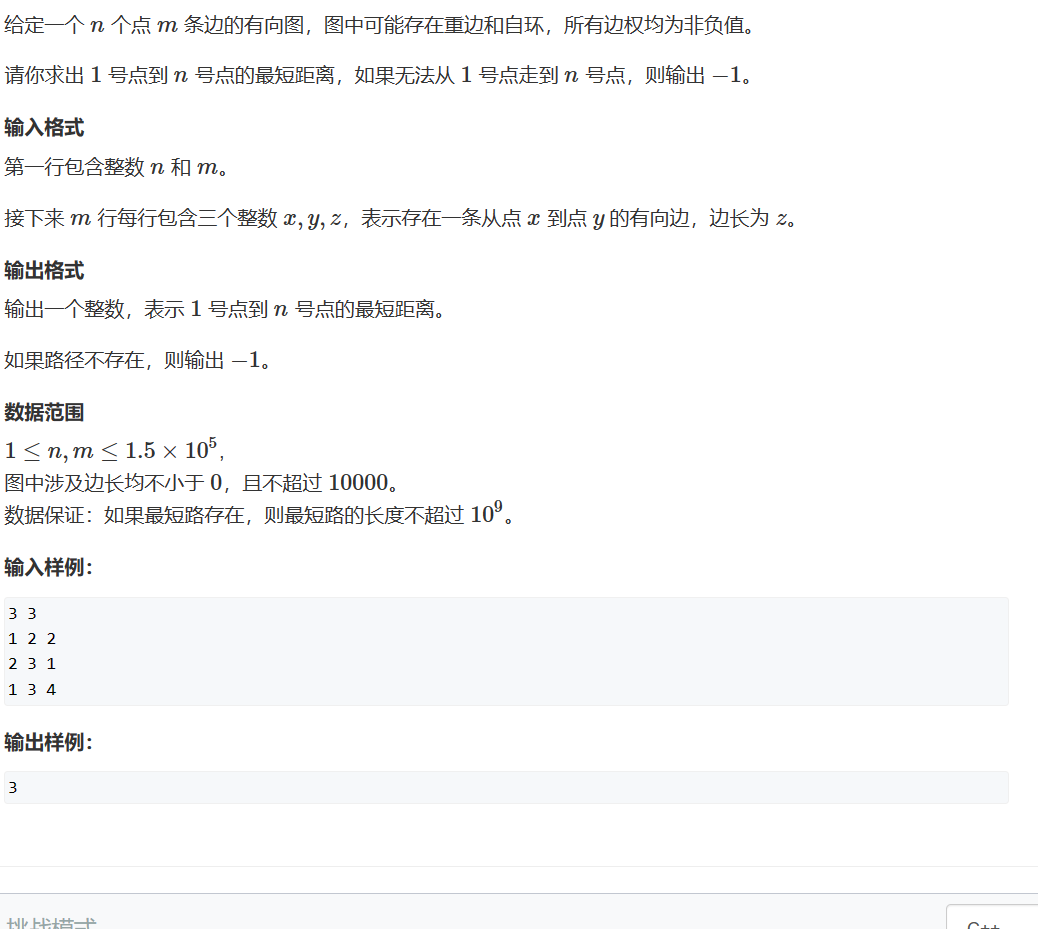 给定一个 n 个点 m 条边的有向图，图中可能存在重边和自环，所有边权均为非负值。
请你求出 1 号点到 n 号点的最短距离，如果无法从 1 号点走到 n 号点，则输出 −1。
输入格式
第一行包含整数 n 和 m。
接下来 m 行每行包含三个整数 x, y, z，表示存在一条从点 x 到点 y 的有向边，边长为 z。
输出格式
输出一个整数，表示 1 号点到 n 号点的最短距离。
如果路径不存在，则输出 −1。
数据范围
1 ≤ n, m ≤ 1.5 × 10⁵,
图中涉及边长均不小于 0，且不超过 10000。
数据保证：如果最短路存在，则最短路的长度不超过 10⁹。
输入样例：
3 3
1 2 2
2 3 1
1 3 4
输出样例：
3
挑战模式
C++